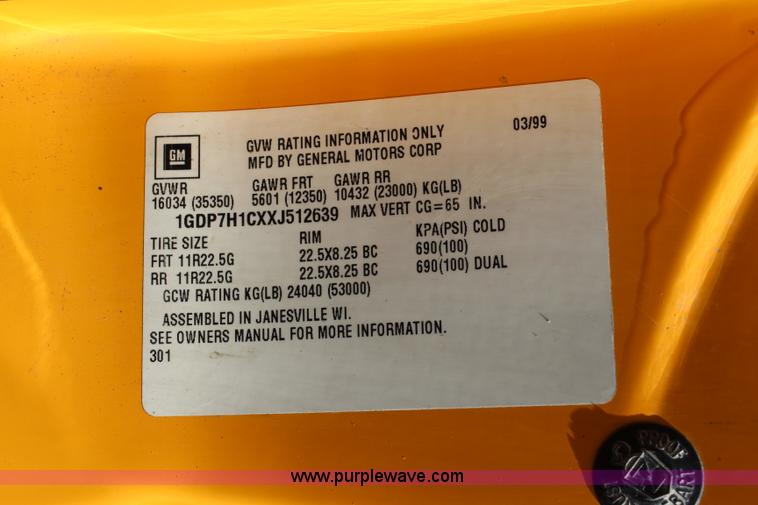 GM
GVW RATING INFORMATION ONLY
03/99
MFD BY GENERAL MOTORS CORP
GVWR GAWR FRT GAWR RR
16034 (35350) 5601 (12350) 10432 (23000) KG(LB)
1GDP7H1CXXJ512639 MAX VERT CG=65 IN.
TIRE SIZE RIM KPA(PSI) COLD
FRT 11R22.5G 22.5X8.25 BC 690(100)
RR 11R22.5G 22.5X8.25 BC 690(100) DUAL
GCW RATING KG(LB) 24040 (53000)
ASSEMBLED IN JANESVILLE WI.
SEE OWNERS MANUAL FOR MORE INFORMATION.
301
PROOF
www.purplewave.com